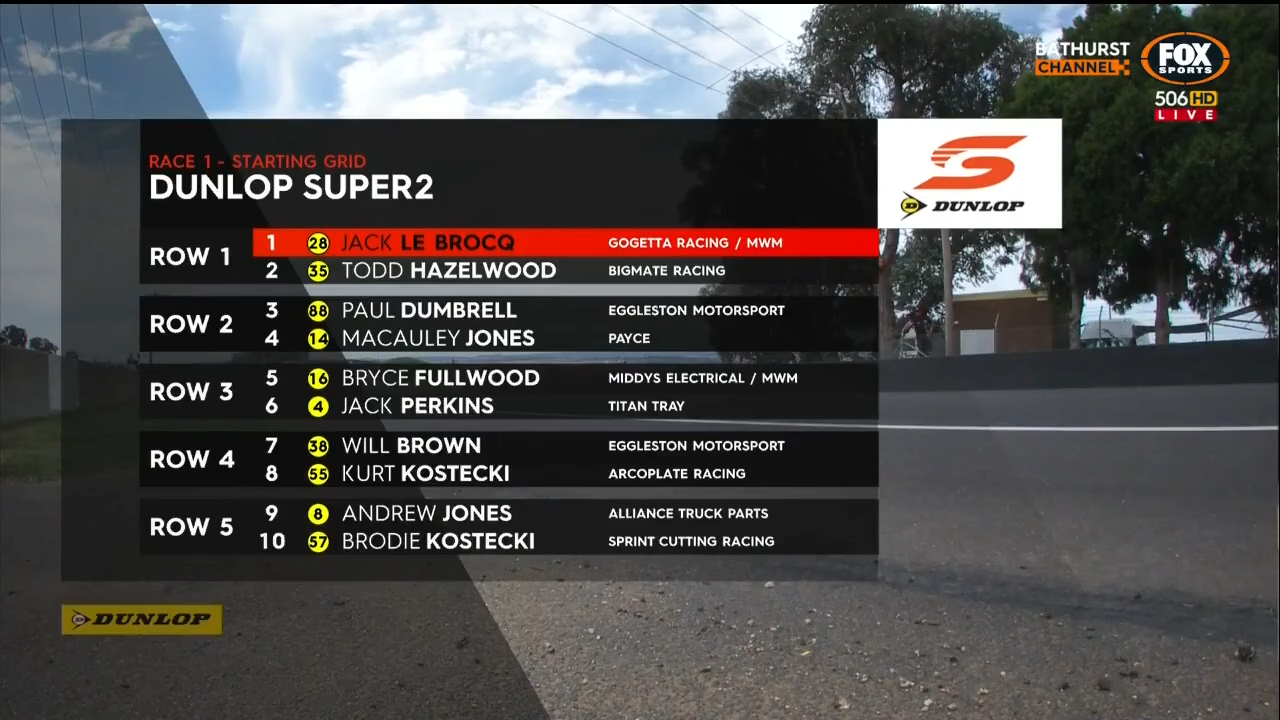 BATHURST
CHANNEL
FOX
SPORTS
506 HD
LIVE
RACE 1 - STARTING GRID
DUNLOP SUPER2
S
D DUNLOP
ROW 1
1 28 JACK LE BROCQ GOGETTA RACING / MWM
2 35 TODD HAZELWOOD BIGMATE RACING
ROW 2
3 88 PAUL DUMBRELL EGGLESTON MOTORSPORT
4 14 MACAULEY JONES PAYCE
ROW 3
5 16 BRYCE FULLWOOD MIDDYS ELECTRICAL / MWM
6 4 JACK PERKINS TITAN TRAY
ROW 4
7 38 WILL BROWN EGGLESTON MOTORSPORT
8 55 KURT KOSTECKI ARCOPLATE RACING
ROW 5
9 8 ANDREW JONES ALLIANCE TRUCK PARTS
10 57 BRODIE KOSTECKI SPRINT CUTTING RACING
D DUNLOP